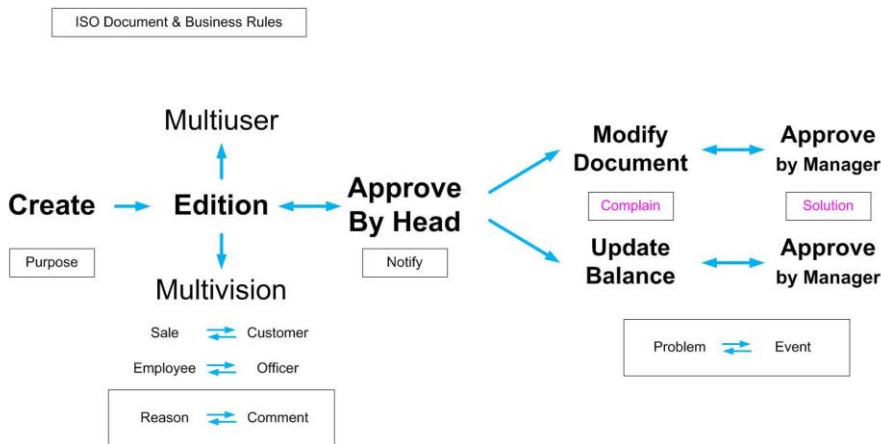 ISO Document & Business Rules
Multiuser
Create
Edition
Approve
By Head
Modify
Document
Approve
by Manager
Purpose
Notify
Complain
Solution
Multivision
Update
Balance
Approve
by Manager
Sale
Customer
Employee
Officer
Reason
Comment
Problem
Event